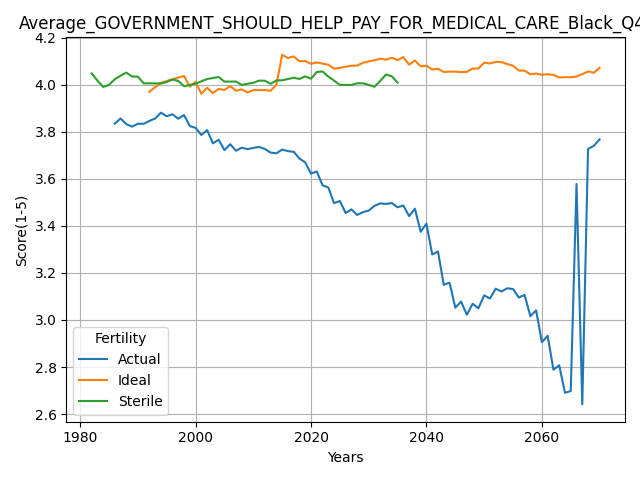 Average_GOVERNMENT_SHOULD_HELP_PAY_FOR_MEDICAL_CARE_Black_Q4
4.2
4.0
3.8
3.6
3.4
3.2
3.0
2.8
2.6
Score(1-5)
Fertility
Actual
Ideal
Sterile
1980
2000
2020
2040
2060
Years